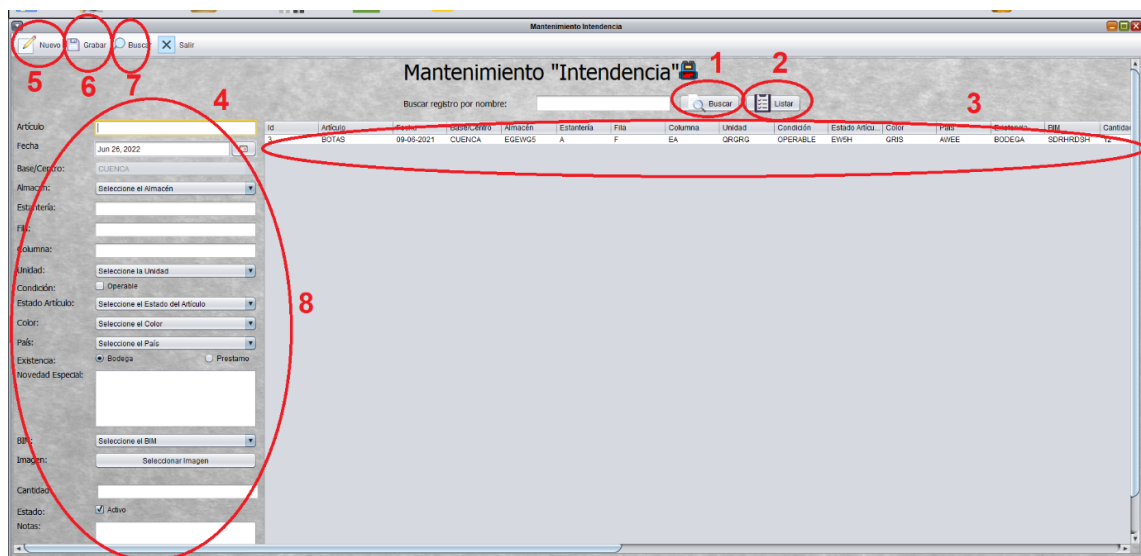 Mantenimiento Intendencia
Nuevo Grabar Buscar Salir
5 6 7
Mantenimiento "Intendencia"
1 2
Buscar registro por nombre: Buscar Listar
3
4
Id Artículo Fecha Base/Centro Almacén Estantería Fila Columna Unidad Condición Estado Artícu... Color País Existencia BIM Cantidad
3 BOTAS 09-06-2021 CUENCA EGEWG5 A F EA QRGRG OPERABLE EW5H GRIS AWEE BODEGA SDRHRDSH 12
Artículo
Fecha Jun 26, 2022
Base/Centro: CUENCA
Almacén: Seleccione el Almacén
Estantería:
Fila:
Columna:
Unidad: Seleccione la Unidad
Condición: Operable
Estado Artículo: Seleccione el Estado del Artículo
8
Color: Seleccione el Color
País: Seleccione el País
Existencia: Bodega Prestamo
Novedad Especial:
BIM: Seleccione el BIM
Imagen: Seleccionar Imagen
Cantidad
Estado: Activo
Notas: